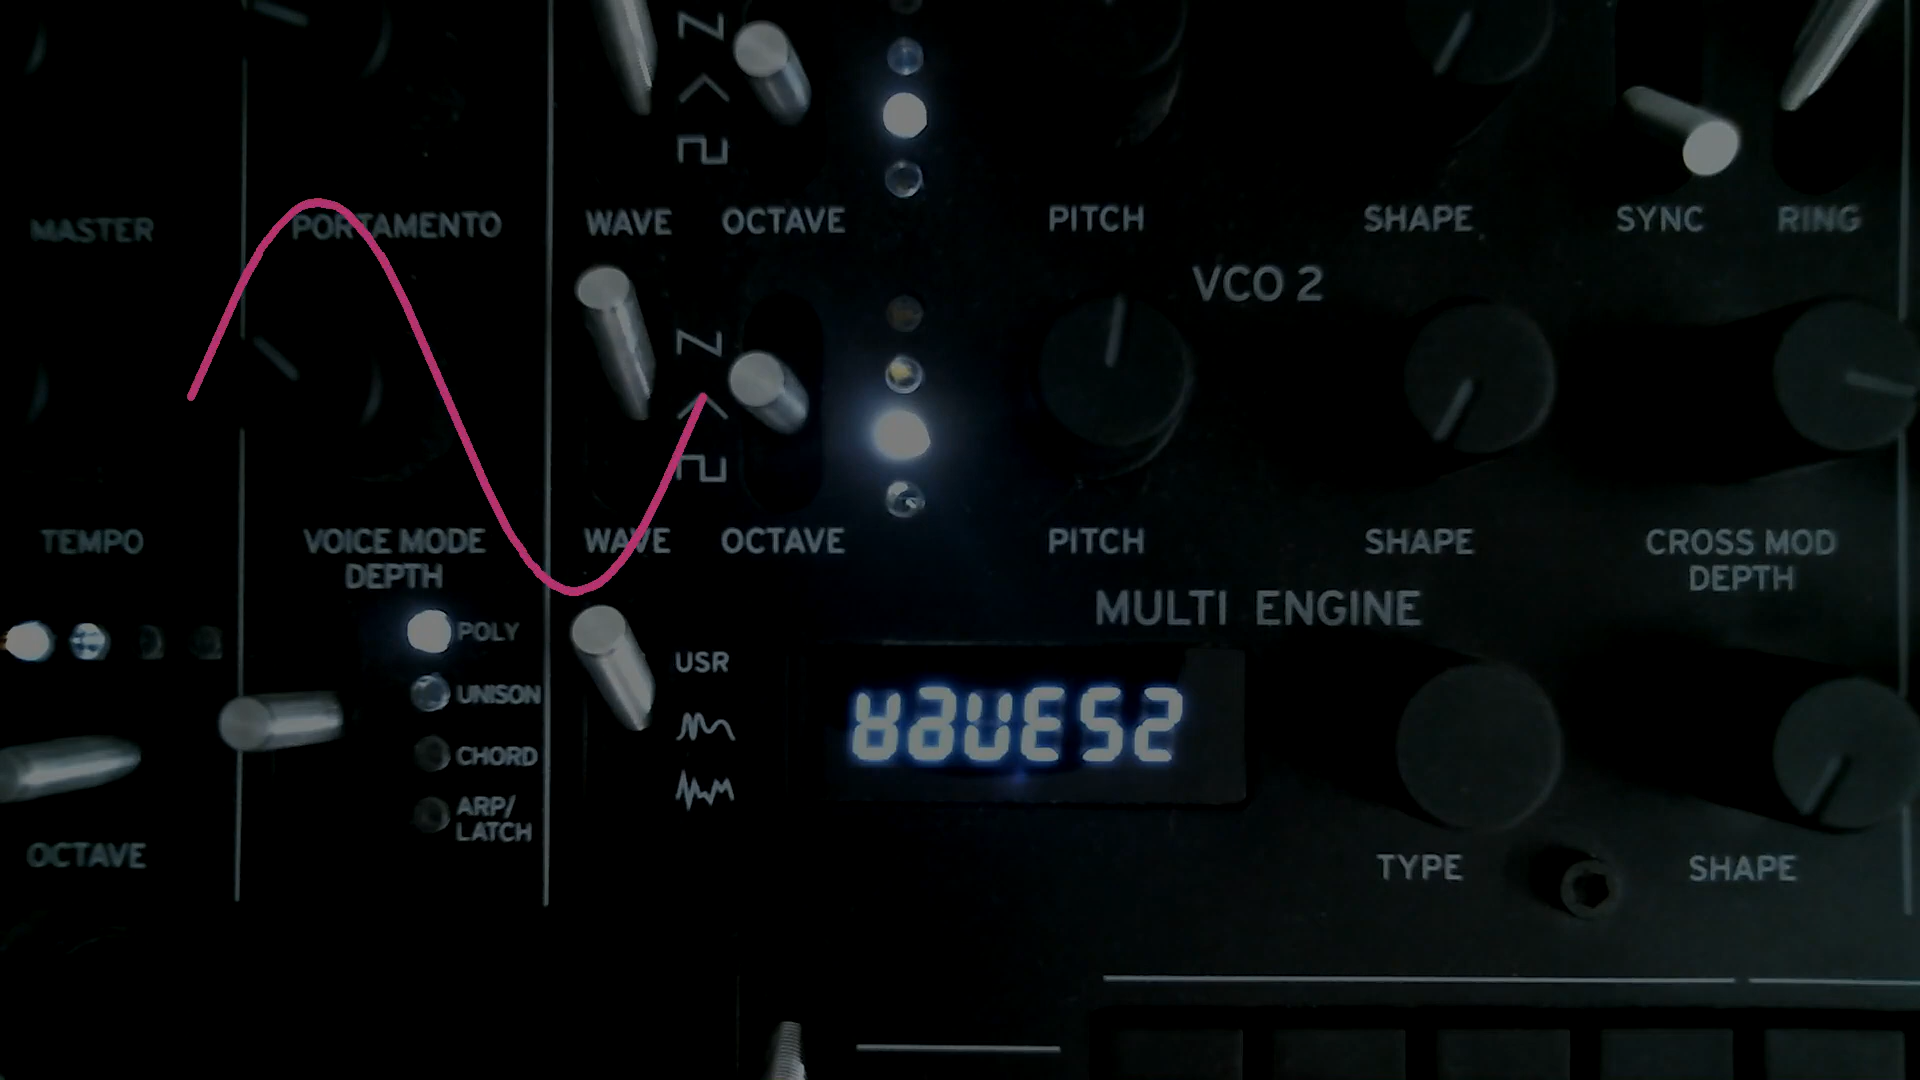 MASTER
PORTAMENTO
WAVE
OCTAVE
PITCH
SHAPE
SYNC
RING
VCO 2
TEMPO
VOICE MODE
DEPTH
WAVE
OCTAVE
PITCH
SHAPE
CROSS MOD
DEPTH
MULTI ENGINE
POLY
UNISON
CHORD
ARP/
LATCH
USR
WAVES2
OCTAVE
TYPE
SHAPE